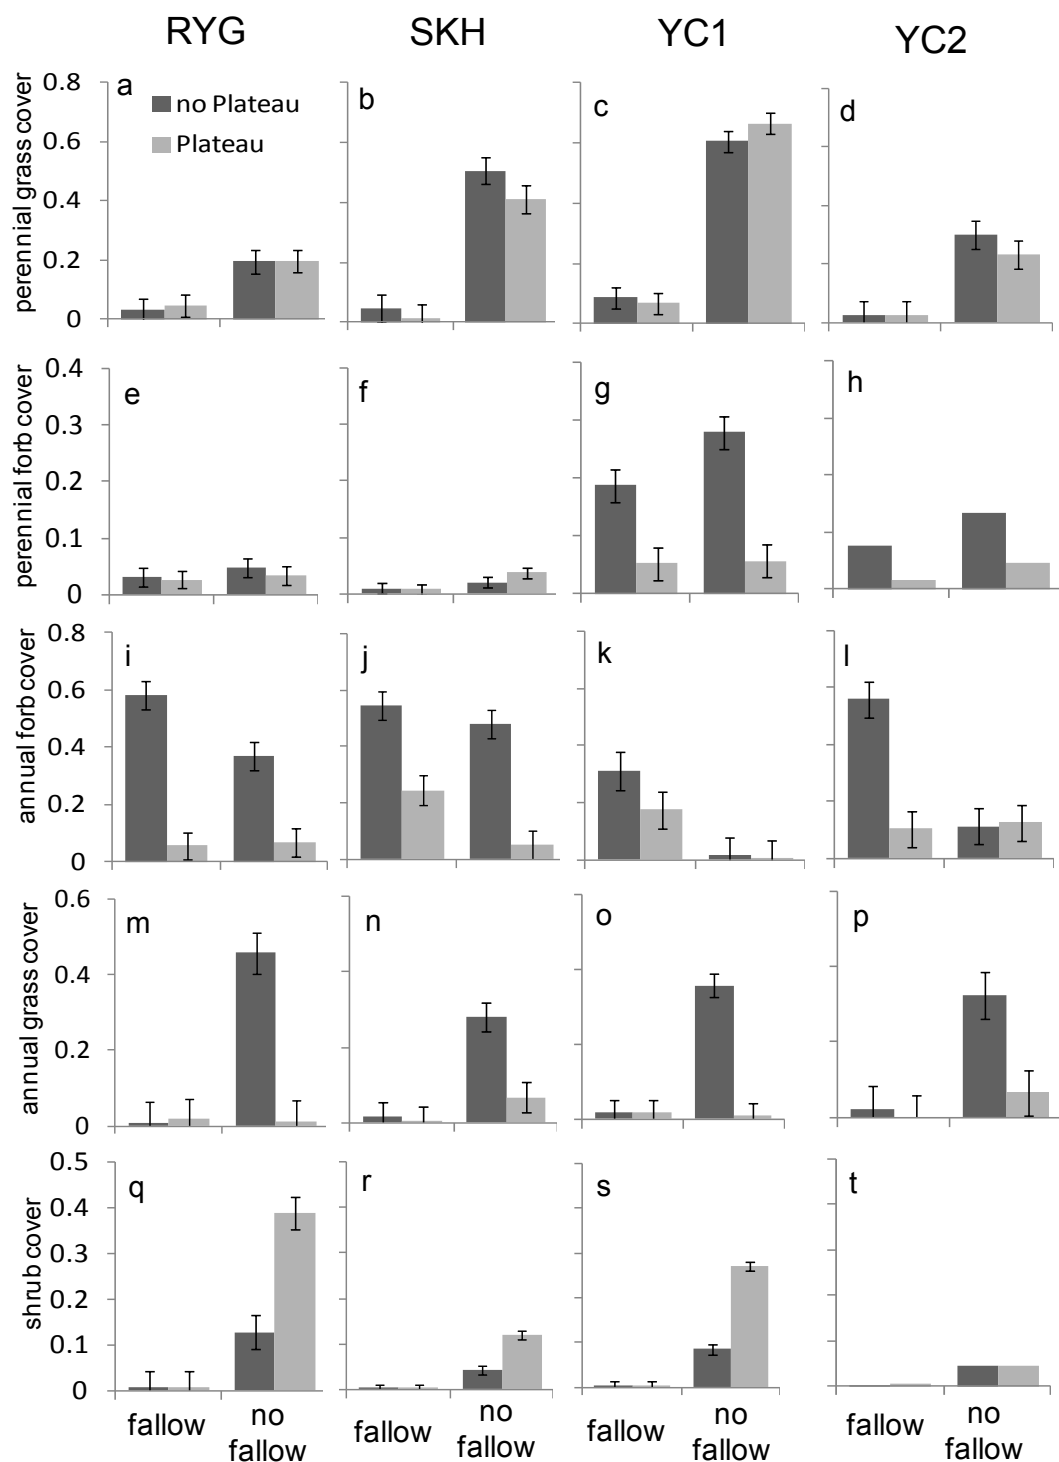 RYG SKH YC1 YC2
a b c d
no Plateau
Plateau
perennial grass cover
0.8
0.6
0.4
0.2
0
e f g h
perennial forb cover
0.4
0.3
0.2
0.1
0
i j k l
annual forb cover
0.8
0.6
0.4
0.2
0
m n o p
annual grass cover
0.6
0.4
0.2
0
q r s t
shrub cover
0.5
0.4
0.3
0.2
0.1
0
fallow no fallow fallow no fallow fallow no fallow fallow no fallow